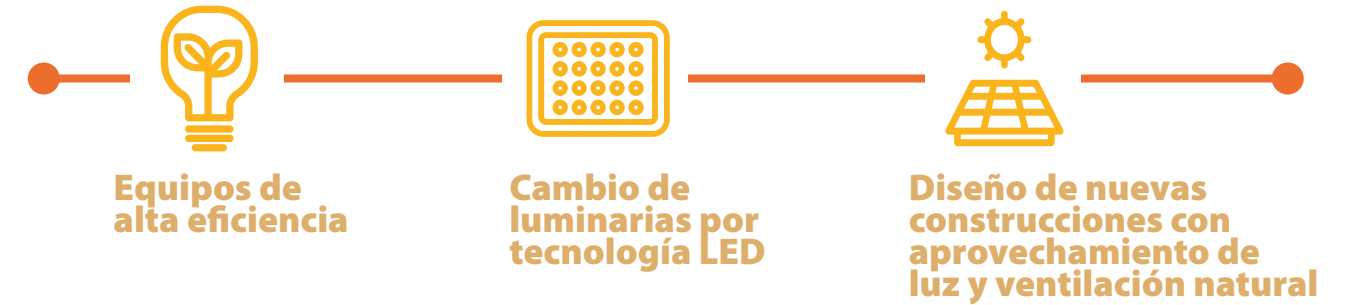 Equipos de
alta eficiencia
Cambio de
luminarias por
tecnología LED
Diseño de nuevas
construcciones con
aprovechamiento de
luz y ventilación natural